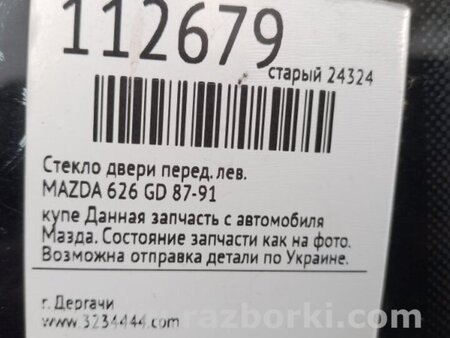 112679
старый 24324
Стекло двери перед. лев.
MAZDA 626 GD 87-91
купе Данная запчасть с автомобиля
Мазда. Состояние запчасти как на фото.
Возможна отправка детали по Украине.
г. Дергачи
www.3234444.com
razborki.com